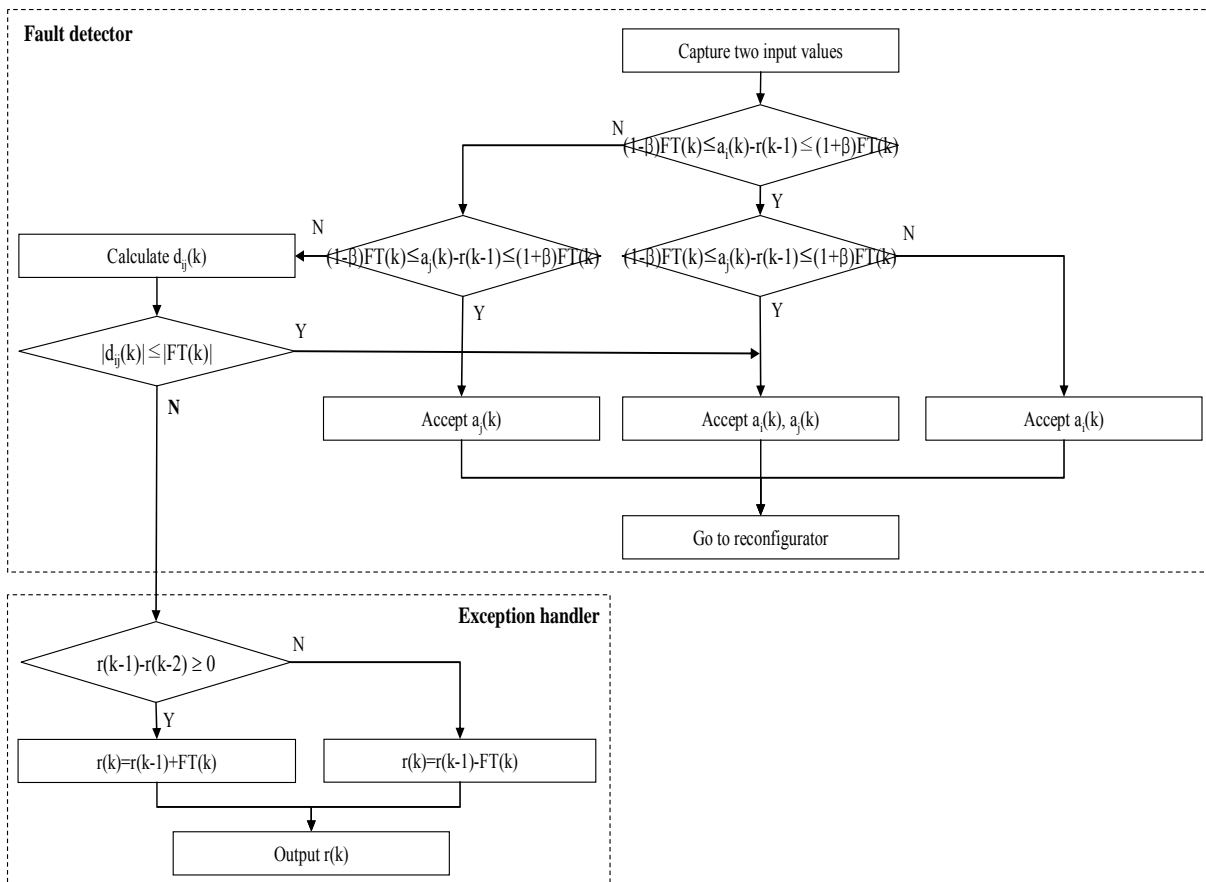 Fault detector
Capture two input values
N
(1-β)FT(k)≤a_i(k)-r(k-1)≤(1+β)FT(k)
Y
N
(1-β)FT(k)≤a_j(k)-r(k-1)≤(1+β)FT(k)
(1-β)FT(k)≤a_j(k)-r(k-1)≤(1+β)FT(k)
N
Calculate d_ij(k)
Y
Y
|d_ij(k)| ≤ |FT(k)|
Y
N
Accept a_j(k)
Accept a_i(k), a_j(k)
Accept a_i(k)
Go to reconfigurator
Exception handler
r(k-1)-r(k-2) ≥ 0
N
Y
r(k)=r(k-1)+FT(k)
r(k)=r(k-1)-FT(k)
Output r(k)